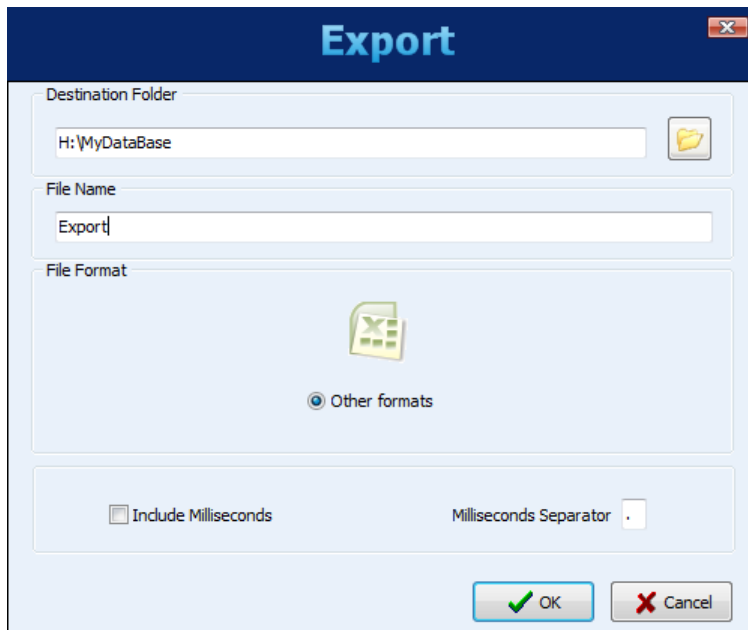 Export
Destination Folder
H:\MyDataBase
File Name
Export
File Format
Other formats
Include Milliseconds
Milliseconds Separator .
OK
Cancel